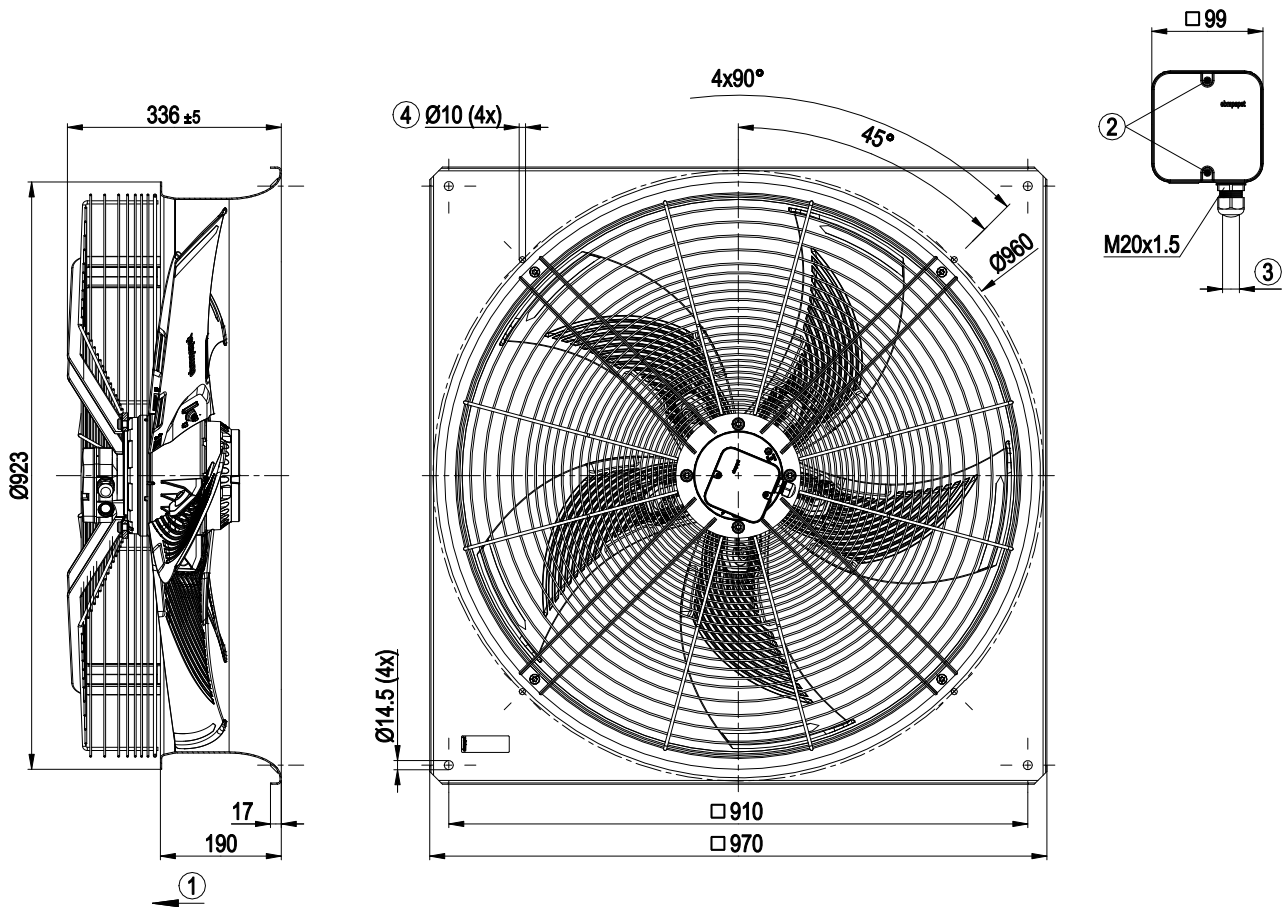 □ 99
4x90°
336 ±5
④ Ø10 (4x)
45°
②
ebmpapst
M20x1.5
③
Ø960
Ø923
Ø14.5 (4x)
17
□ 910
190
□ 970
①